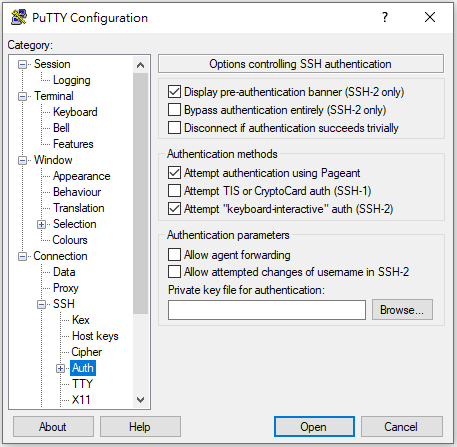 PuTTY Configuration
Category:
Session
Logging
Terminal
Keyboard
Bell
Features
Window
Appearance
Behaviour
Translation
Selection
Colours
Connection
Data
Proxy
SSH
Kex
Host keys
Cipher
Auth
TTY
X11
Options controlling SSH authentication
Display pre-authentication banner (SSH-2 only)
Bypass authentication entirely (SSH-2 only)
Disconnect if authentication succeeds trivially
Authentication methods
Attempt authentication using Pageant
Attempt TIS or CryptoCard auth (SSH-1)
Attempt "keyboard-interactive" auth (SSH-2)
Authentication parameters
Allow agent forwarding
Allow attempted changes of username in SSH-2
Private key file for authentication:
Browse...
About
Help
Open
Cancel